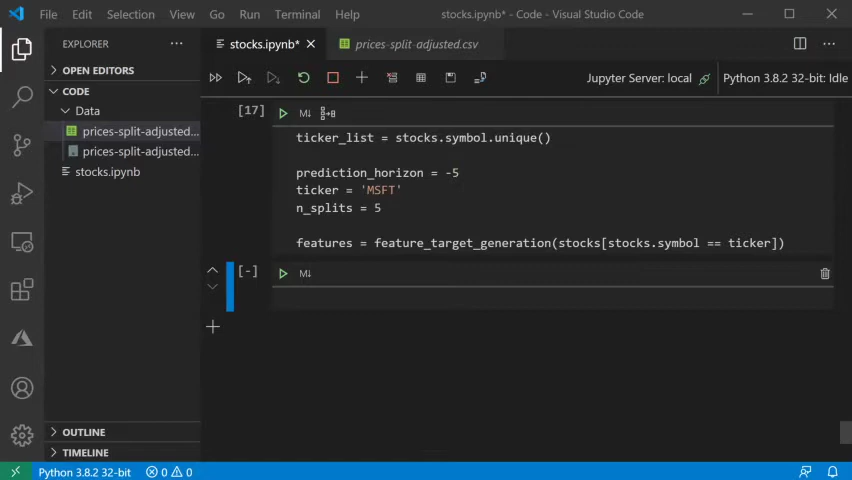 File Edit Selection View Go Run Terminal Help stocks.ipynb* - Code - Visual Studio Code
EXPLORER
stocks.ipynb*
prices-split-adjusted.csv
OPEN EDITORS
Jupyter Server: local Python 3.8.2 32-bit: Idle
CODE
Data
prices-split-adjusted...
prices-split-adjusted...
stocks.ipynb
[17] M↓
ticker_list = stocks.symbol.unique()
prediction_horizon = -5
ticker = 'MSFT'
n_splits = 5
features = feature_target_generation(stocks[stocks.symbol == ticker])
[-] M↓
OUTLINE
TIMELINE
Python 3.8.2 32-bit 0 0